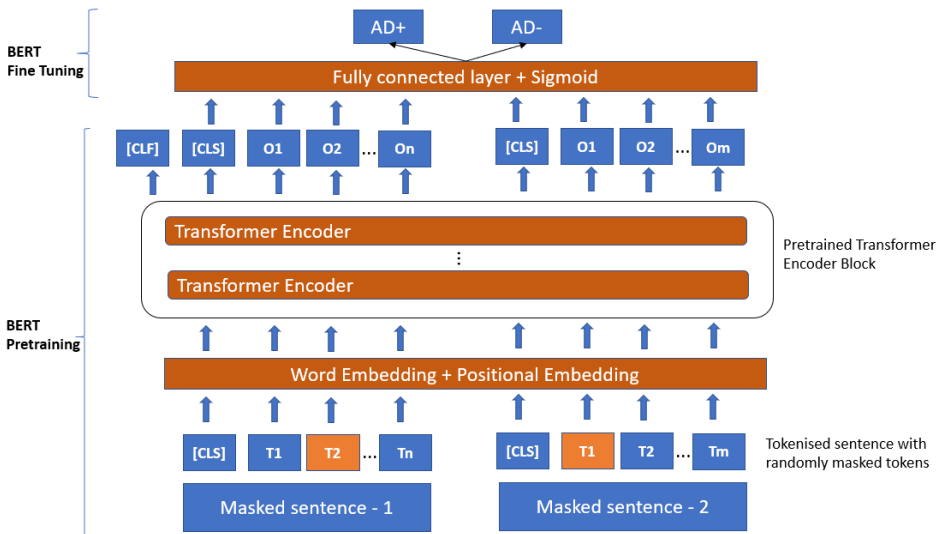 AD+ AD-
BERT
Fine Tuning
Fully connected layer + Sigmoid
[CLF] [CLS] O1 O2 ... On [CLS] O1 O2 ... Om
Transformer Encoder
⋮
Transformer Encoder
Pretrained Transformer
Encoder Block
BERT
Pretraining
Word Embedding + Positional Embedding
[CLS] T1 T2 ... Tn [CLS] T1 T2 ... Tm
Tokenised sentence with
randomly masked tokens
Masked sentence - 1 Masked sentence - 2